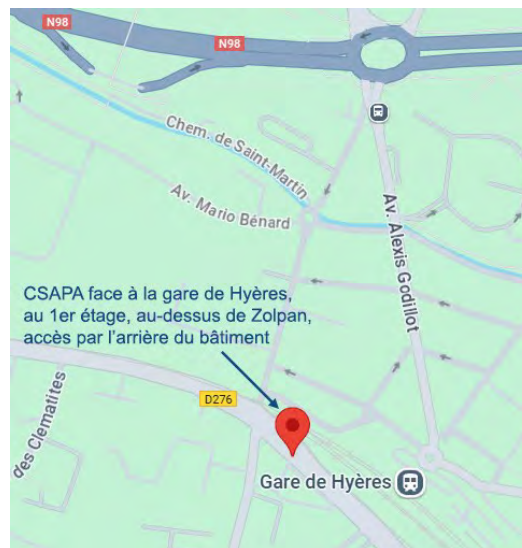 N98
N98
Chem. de Saint-Martin
Av. Mario Bénard
Av. Alexis Godillot
CSAPA face à la gare de Hyères,
au 1er étage, au-dessus de Zolpan,
accès par l'arrière du bâtiment
D276
des Clematites
Gare de Hyères